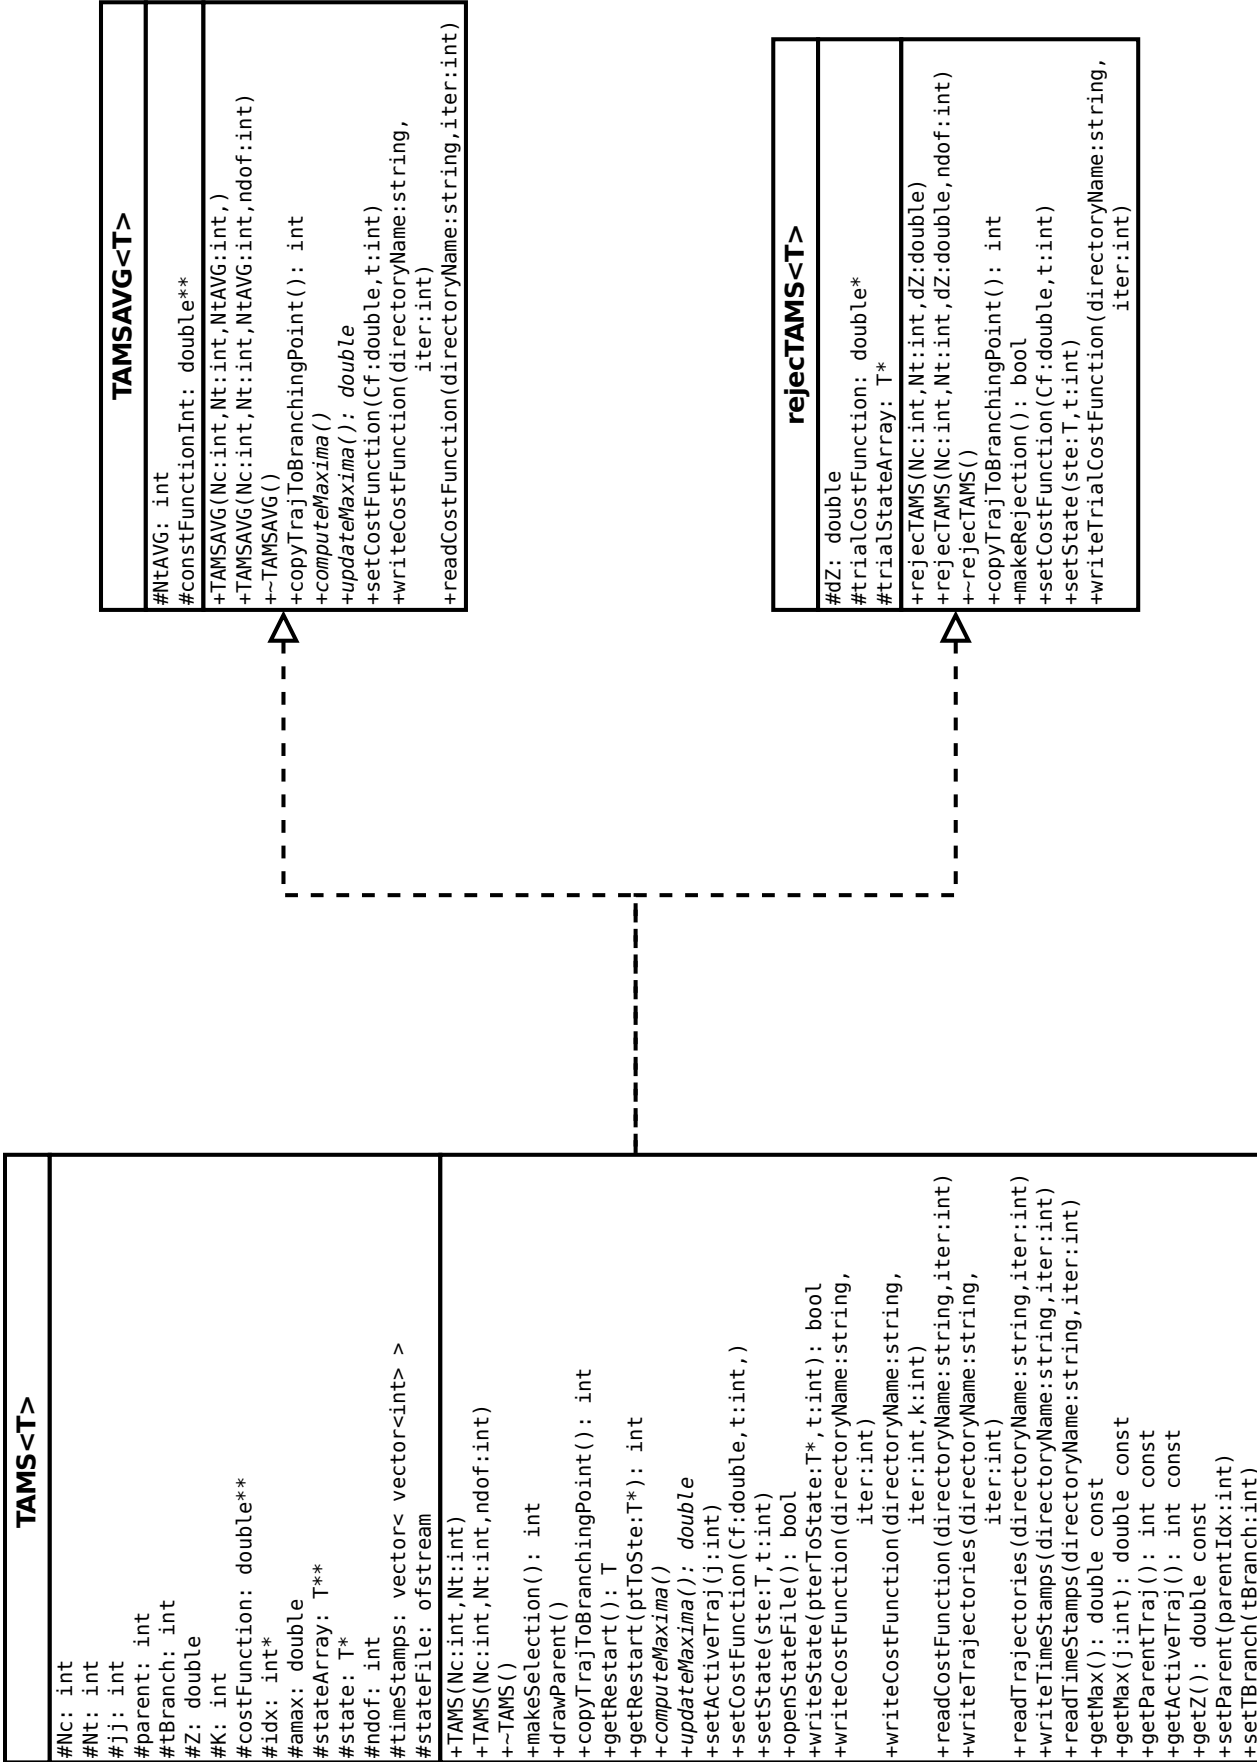 TAMS<T>
#Nc: int
#Nt: int
#jj: int
#parent: int
#tBranch: int
#Z: double
#K: int
#costFunction: double**
#idx: int*
#amax: double
#stateArray: T**
#state: T*
#ndof: int
#timeStamps: vector< vector<int> >
#stateFile: ofstream
+TAMS(Nc:int,Nt:int)
+TAMS(Nc:int,Nt:int,ndof:int)
+~TAMS()
+makeSelection(): int
+drawParent()
+copyTrajToBranchingPoint(): int
+getRestart(): T
+getRestart(ptToSte:T*): int
+computeMaxima()
+updateMaxima(): double
+setActiveTraj(j:int)
+setCostFunction(Cf:double,t:int,)
+setState(ste:T,t:int)
+openStateFile(): bool
+writeState(pterToState:T*,t:int): bool
+writeCostFunction(directoryName:string,
iter:int)
+writeCostFunction(directoryName:string,
iter:int,k:int)
+readCostFunction(directoryName:string,iter:int)
+writeTrajectories(directoryName:string,
iter:int)
+readTrajectories(directoryName:string,iter:int)
+writeTimeStamps(directoryName:string,iter:int)
+readTimeStamps(directoryName:string,iter:int)
+getMax(): double const
+getMax(j:int): double const
+getParentTraj(): int const
+getActiveTraj(): int const
+getZ(): double const
+setParent(parentIdx:int)
+setTBranch(tBranch:int)
TAMSAVG<T>
#NtAVG: int
#constFunctionInt: double**
+TAMSAVG(Nc:int,Nt:int,NtAVG:int,)
+TAMSAVG(Nc:int,Nt:int,NtAVG:int,ndof:int)
+~TAMSAVG()
+copyTrajToBranchingPoint(): int
+computeMaxima()
+updateMaxima(): double
+setCostFunction(Cf:double,t:int)
+writeCostFunction(directoryName:string,
iter:int)
+readCostFunction(directoryName:string,iter:int)
rejecTAMS<T>
#dZ: double
#trialCostFunction: double*
#trialStateArray: T*
+rejecTAMS(Nc:int,Nt:int,dZ:double)
+rejecTAMS(Nc:int,Nt:int,dZ:double,ndof:int)
+~rejecTAMS()
+copyTrajToBranchingPoint(): int
+makeRejection(): bool
+setCostFunction(Cf:double,t:int)
+setState(ste:T,t:int)
+writeTrialCostFunction(directoryName:string,
iter:int)